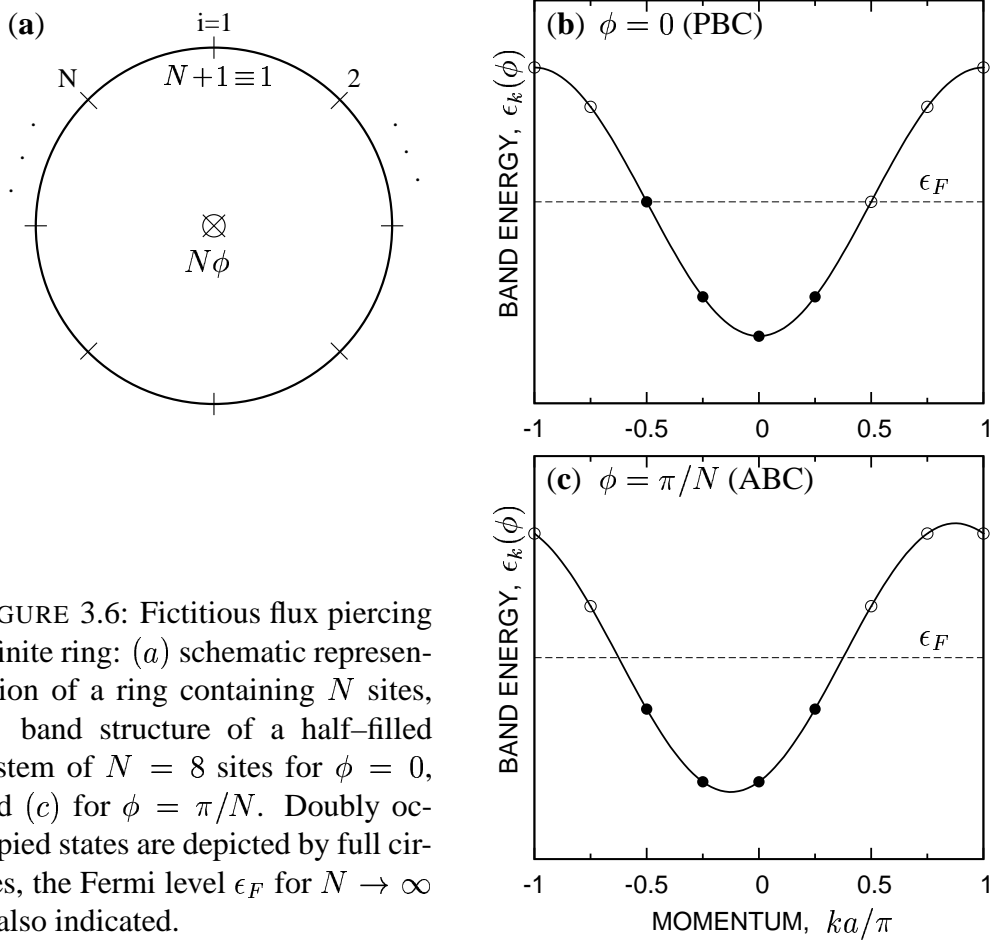 (a)
i=1
N
N+1≡1
2
Nϕ
(b) ϕ = 0 (PBC)
BAND ENERGY, ϵ_k(ϕ)
ϵ_F
-1 -0.5 0 0.5 1
(c) ϕ = π/N (ABC)
BAND ENERGY, ϵ_k(ϕ)
ϵ_F
-1 -0.5 0 0.5 1
MOMENTUM, ka/π
GURE 3.6: Fictitious flux piercing
inite ring: (a) schematic represen-
ion of a ring containing N sites,
band structure of a half–filled
stem of N = 8 sites for ϕ = 0,
d (c) for ϕ = π/N. Doubly oc-
pied states are depicted by full cir-
es, the Fermi level ϵ_F for N → ∞
also indicated.